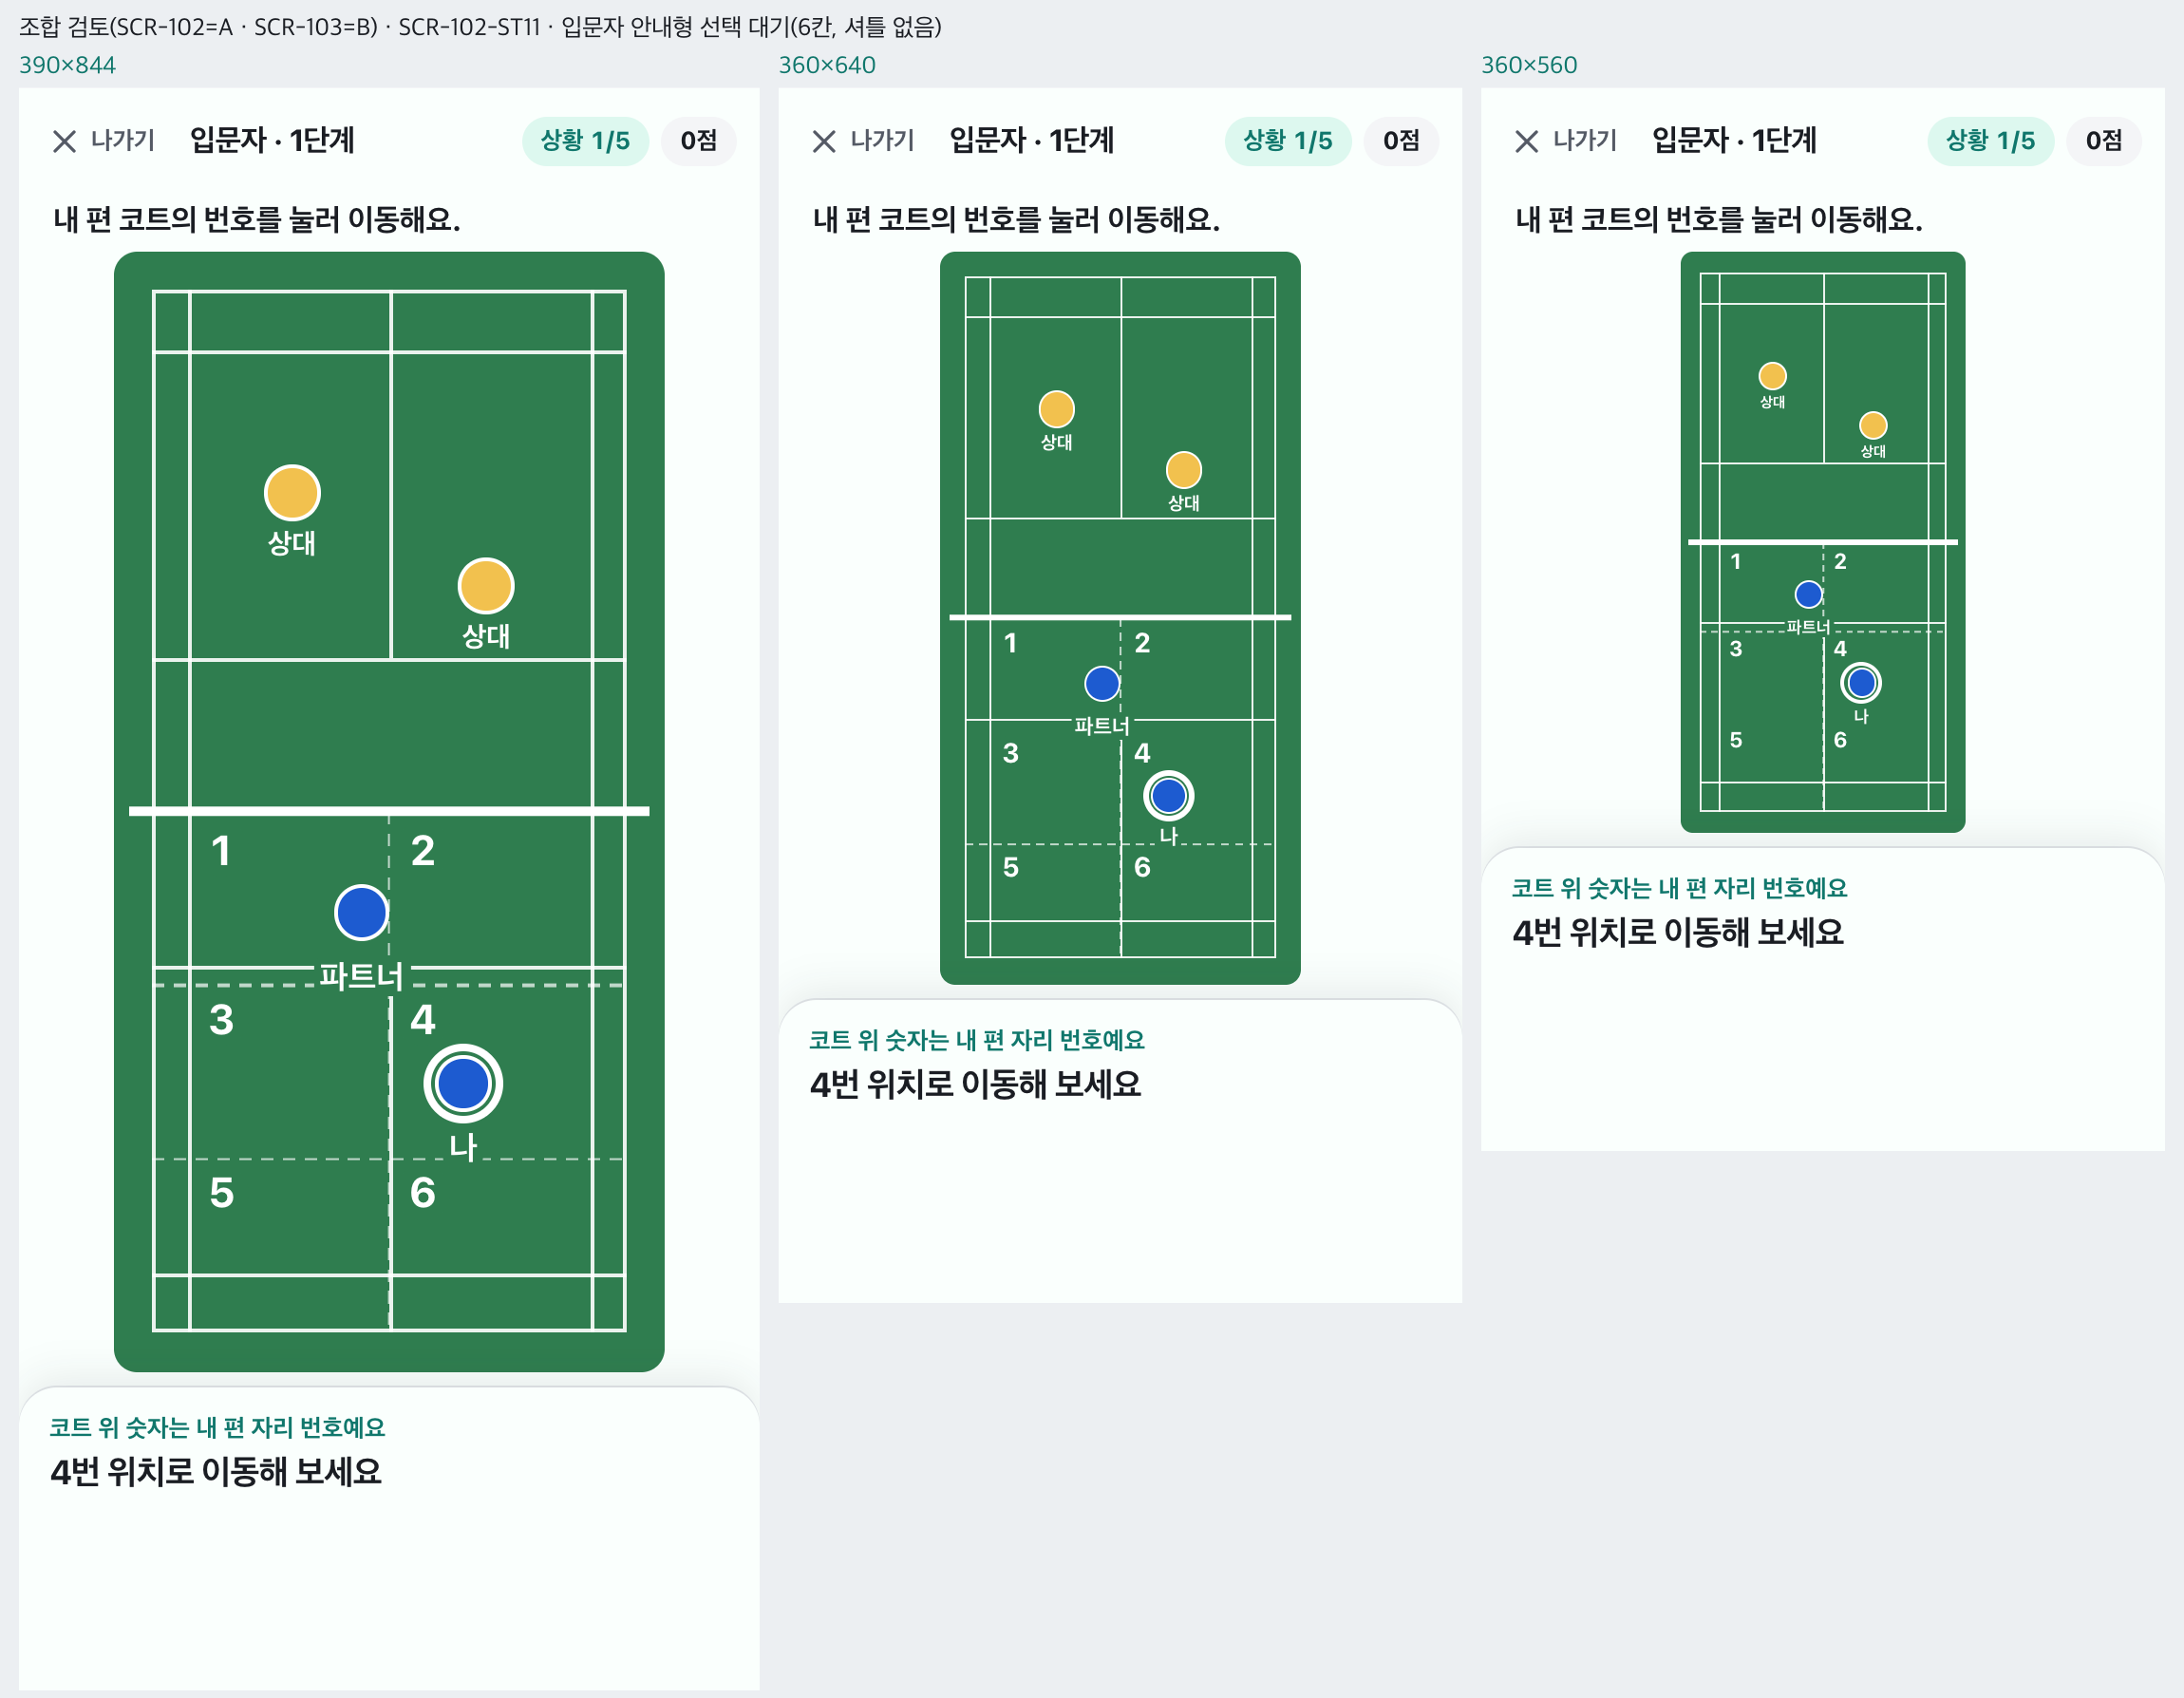 조합 검토(SCR-102=A · SCR-103=B) · SCR-102-ST11 · 입문자 안내형 선택 대기(6칸, 셔틀 없음)
390×844
나가기 입문자 · 1단계 상황 1/5 0점
내 편 코트의 번호를 눌러 이동해요.
상대
상대
1 2
파트너
3 4
나
5 6
코트 위 숫자는 내 편 자리 번호예요
4번 위치로 이동해 보세요
360×640
나가기 입문자 · 1단계 상황 1/5 0점
내 편 코트의 번호를 눌러 이동해요.
상대
상대
1 2
파트너
3 4
나
5 6
코트 위 숫자는 내 편 자리 번호예요
4번 위치로 이동해 보세요
360×560
나가기 입문자 · 1단계 상황 1/5 0점
내 편 코트의 번호를 눌러 이동해요.
상대
상대
1 2
파트너
3 4
나
5 6
코트 위 숫자는 내 편 자리 번호예요
4번 위치로 이동해 보세요